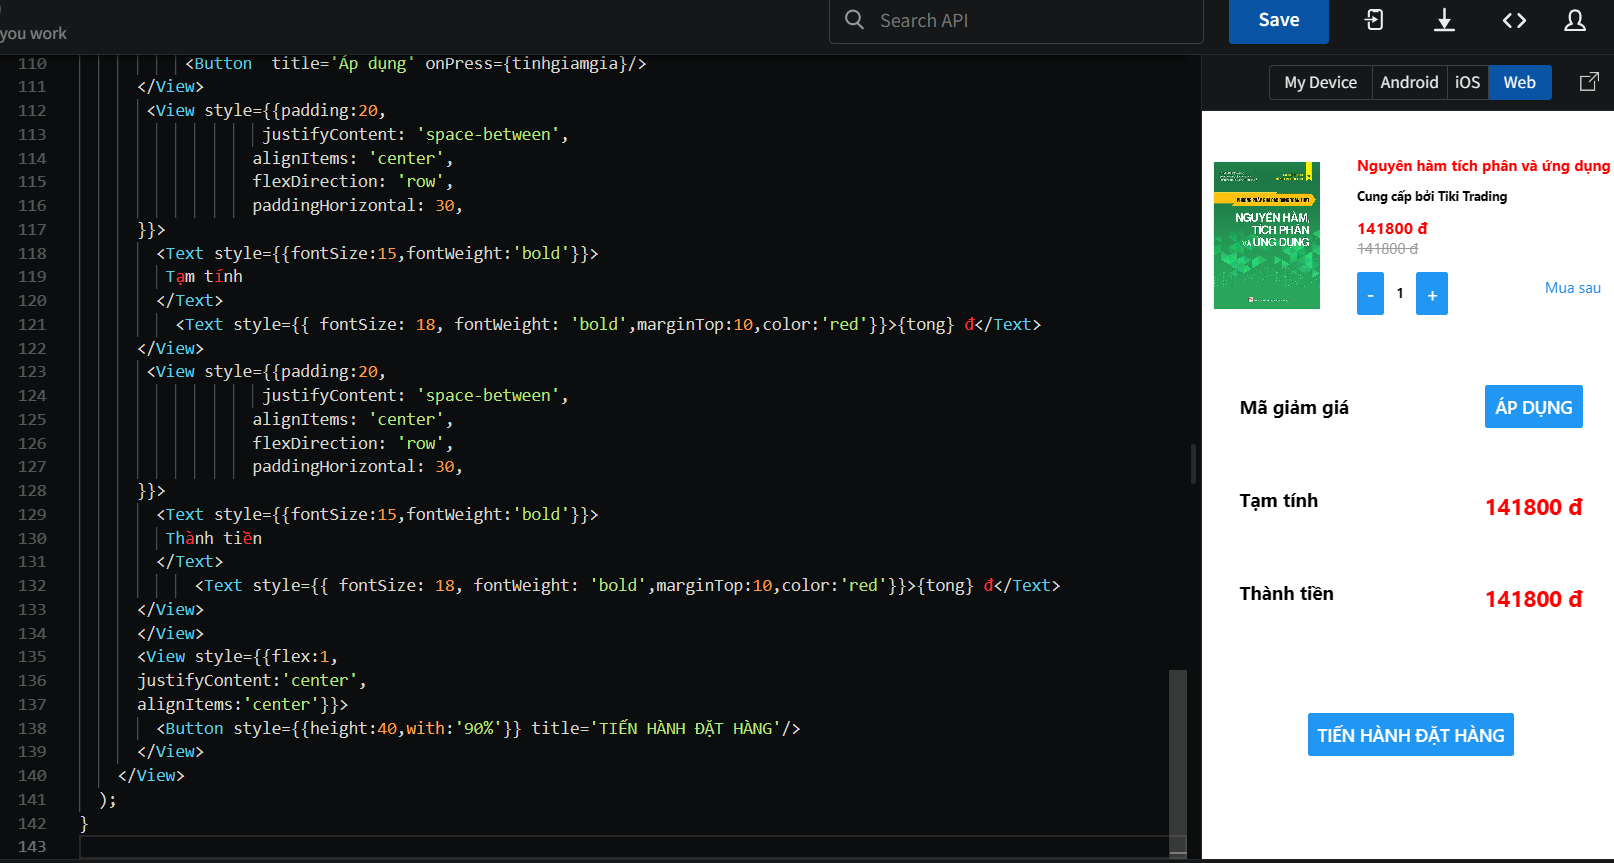 you work
Search API
Save
My Device
Android
iOS
Web
110 <Button  title='Áp dụng' onPress={tinhgiamgia}/>
111 </View>
112 <View style={{padding:20,
113 justifyContent: 'space-between',
114 alignItems: 'center',
115 flexDirection: 'row',
116 paddingHorizontal: 30,
117 }}>
118 <Text style={{fontSize:15,fontWeight:'bold'}}>
119 Tạm tính
120 </Text>
121 <Text style={{ fontSize: 18, fontWeight: 'bold',marginTop:10,color:'red'}}>{tong} đ</Text>
122 </View>
123 <View style={{padding:20,
124 justifyContent: 'space-between',
125 alignItems: 'center',
126 flexDirection: 'row',
127 paddingHorizontal: 30,
128 }}>
129 <Text style={{fontSize:15,fontWeight:'bold'}}>
130 Thành tiền
131 </Text>
132 <Text style={{ fontSize: 18, fontWeight: 'bold',marginTop:10,color:'red'}}>{tong} đ</Text>
133 </View>
134 </View>
135 <View style={{flex:1,
136 justifyContent:'center',
137 alignItems:'center'}}>
138 <Button style={{height:40,with:'90%'}} title='TIẾN HÀNH ĐẶT HÀNG'/>
139 </View>
140 </View>
141 );
142 }
143
NGUYÊN HÀM,
TÍCH PHÂN
VÀ ỨNG DỤNG
Nguyên hàm tích phân và ứng dụng
Cung cấp bởi Tiki Trading
141800 đ
141800 đ
- 1 +
Mua sau
Mã giảm giá
ÁP DỤNG
Tạm tính
141800 đ
Thành tiền
141800 đ
TIẾN HÀNH ĐẶT HÀNG